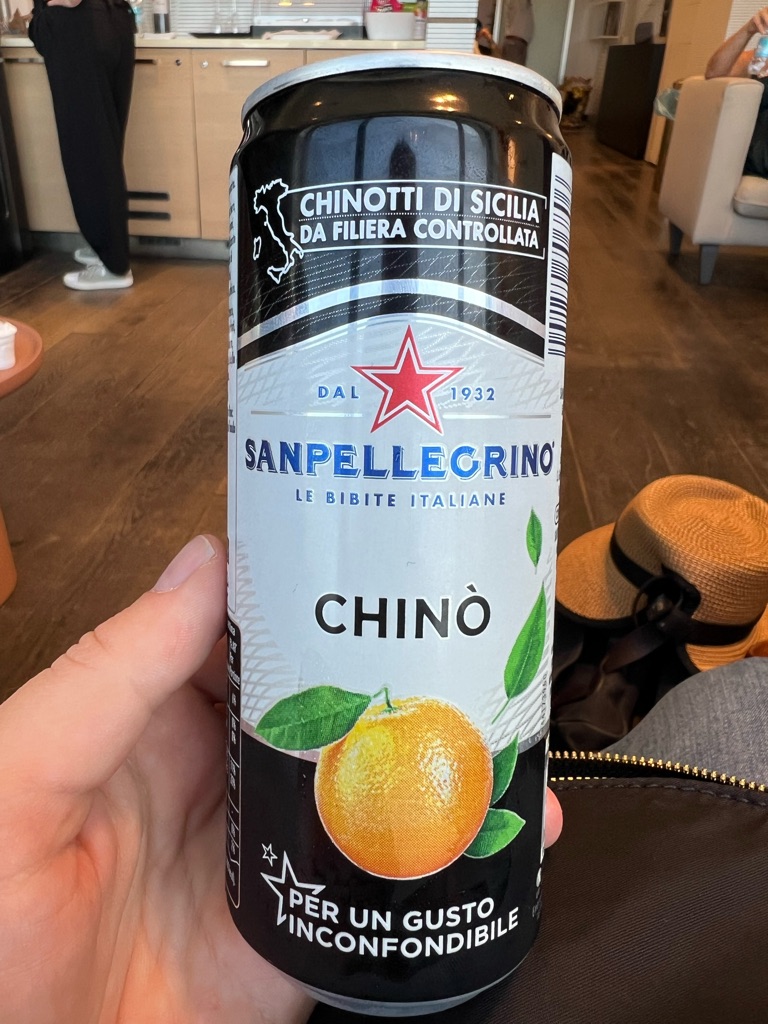 CHINOTTI DI SICILIA
DA FILIERA CONTROLLATA
DAL 1932
SANPELLEGRINO
LE BIBITE ITALIANE
CHINÒ
PER UN GUSTO
INCONFONDIBILE